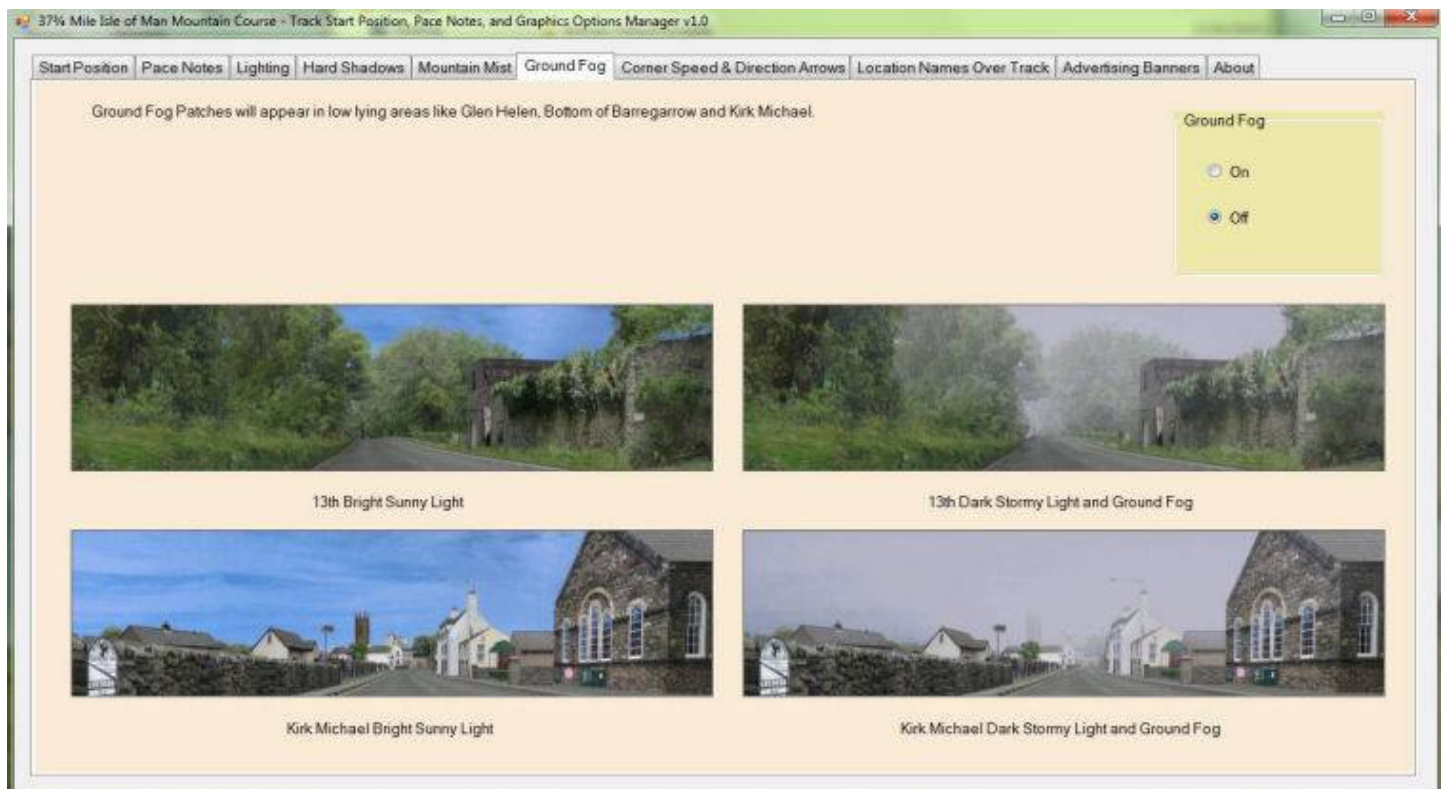 37¾ Mile Isle of Man Mountain Course - Track Start Position, Pace Notes, and Graphics Options Manager v1.0
Start Position Pace Notes Lighting Hard Shadows Mountain Mist Ground Fog Corner Speed & Direction Arrows Location Names Over Track Advertising Banners About
Ground Fog Patches will appear in low lying areas like Glen Helen, Bottom of Barregarrow and Kirk Michael.
Ground Fog
On
Off
13th Bright Sunny Light
13th Dark Stormy Light and Ground Fog
Kirk Michael Bright Sunny Light
Kirk Michael Dark Stormy Light and Ground Fog